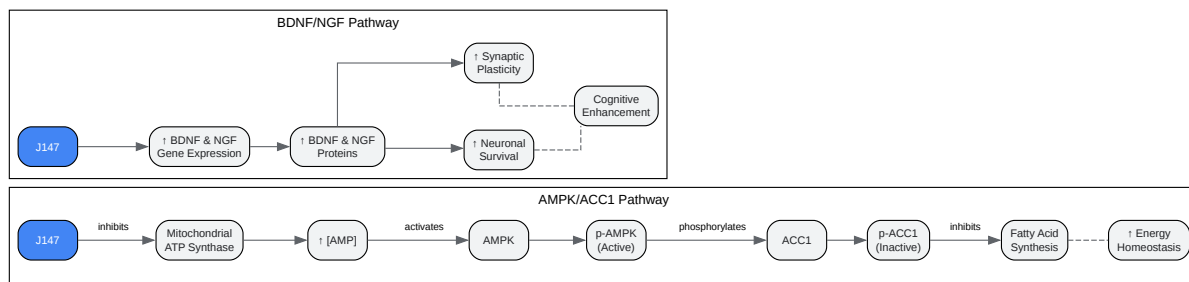 BDNF/NGF Pathway
↑ Synaptic
Plasticity
Cognitive
Enhancement
J147
↑ BDNF & NGF
Gene Expression
↑ BDNF & NGF
Proteins
↑ Neuronal
Survival
AMPK/ACC1 Pathway
J147
inhibits
Mitochondrial
ATP Synthase
↑ [AMP]
activates
AMPK
p-AMPK
(Active)
phosphorylates
ACC1
p-ACC1
(Inactive)
inhibits
Fatty Acid
Synthesis
↑ Energy
Homeostasis